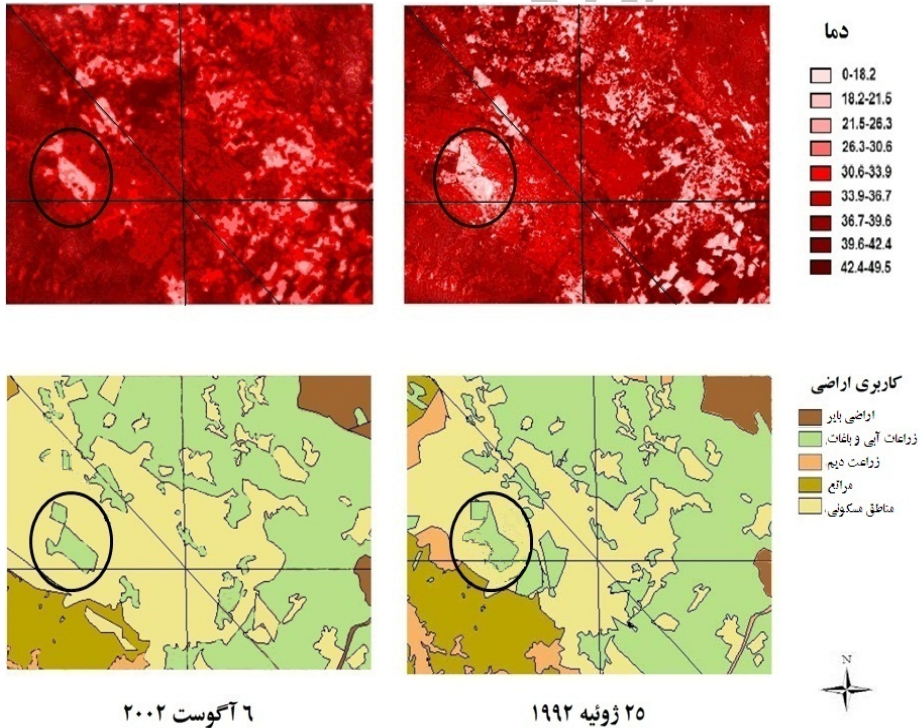 دما
0-18.2
18.2-21.5
21.5-26.3
26.3-30.6
30.6-33.9
33.9-36.7
36.7-39.6
39.6-42.4
42.4-49.5
کاربری اراضی
اراضی بایر
زراعات آبی و باغات
زراعت دیم
مراتع
مناطق مسکونی
N
۲۵ ژوئیه ۱۹۹۲
۶ آگوست ۲۰۰۲